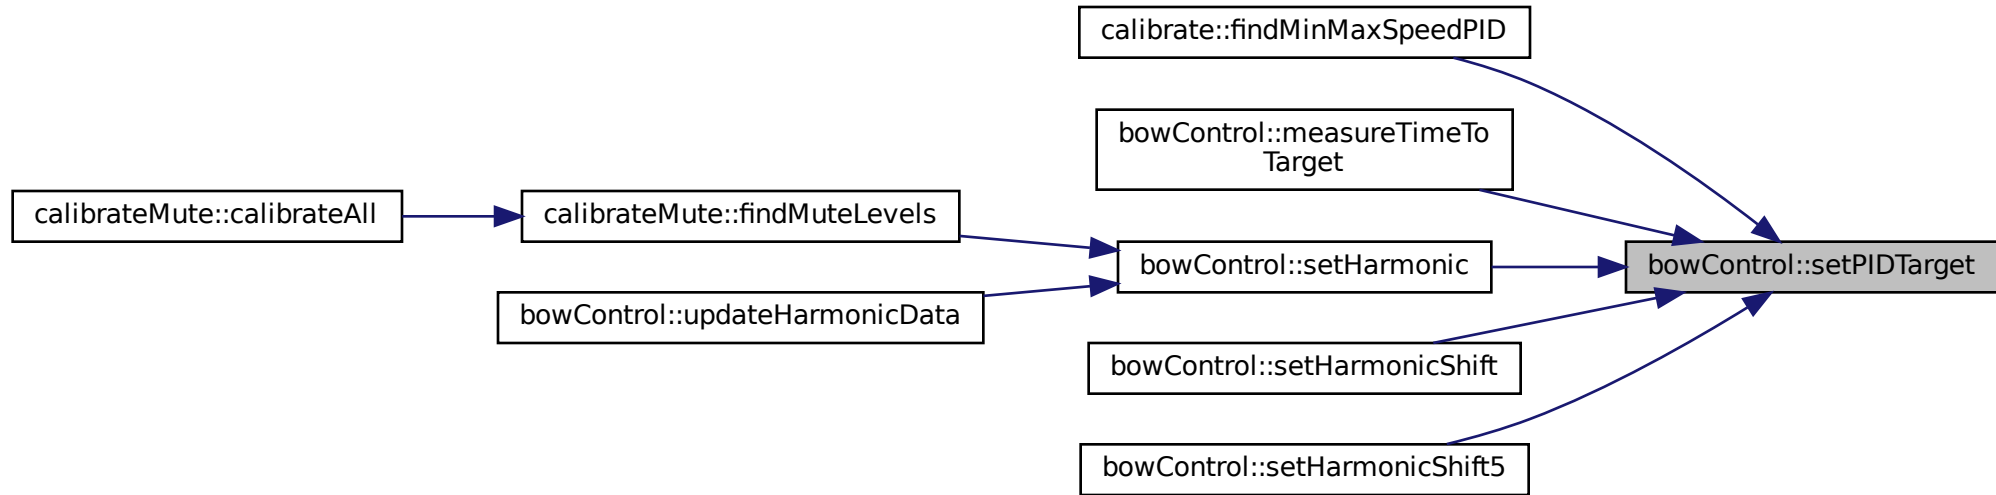 calibrate::findMinMaxSpeedPID
bowControl::measureTimeTo
Target
calibrateMute::calibrateAll
calibrateMute::findMuteLevels
bowControl::setHarmonic
bowControl::setPIDTarget
bowControl::updateHarmonicData
bowControl::setHarmonicShift
bowControl::setHarmonicShift5